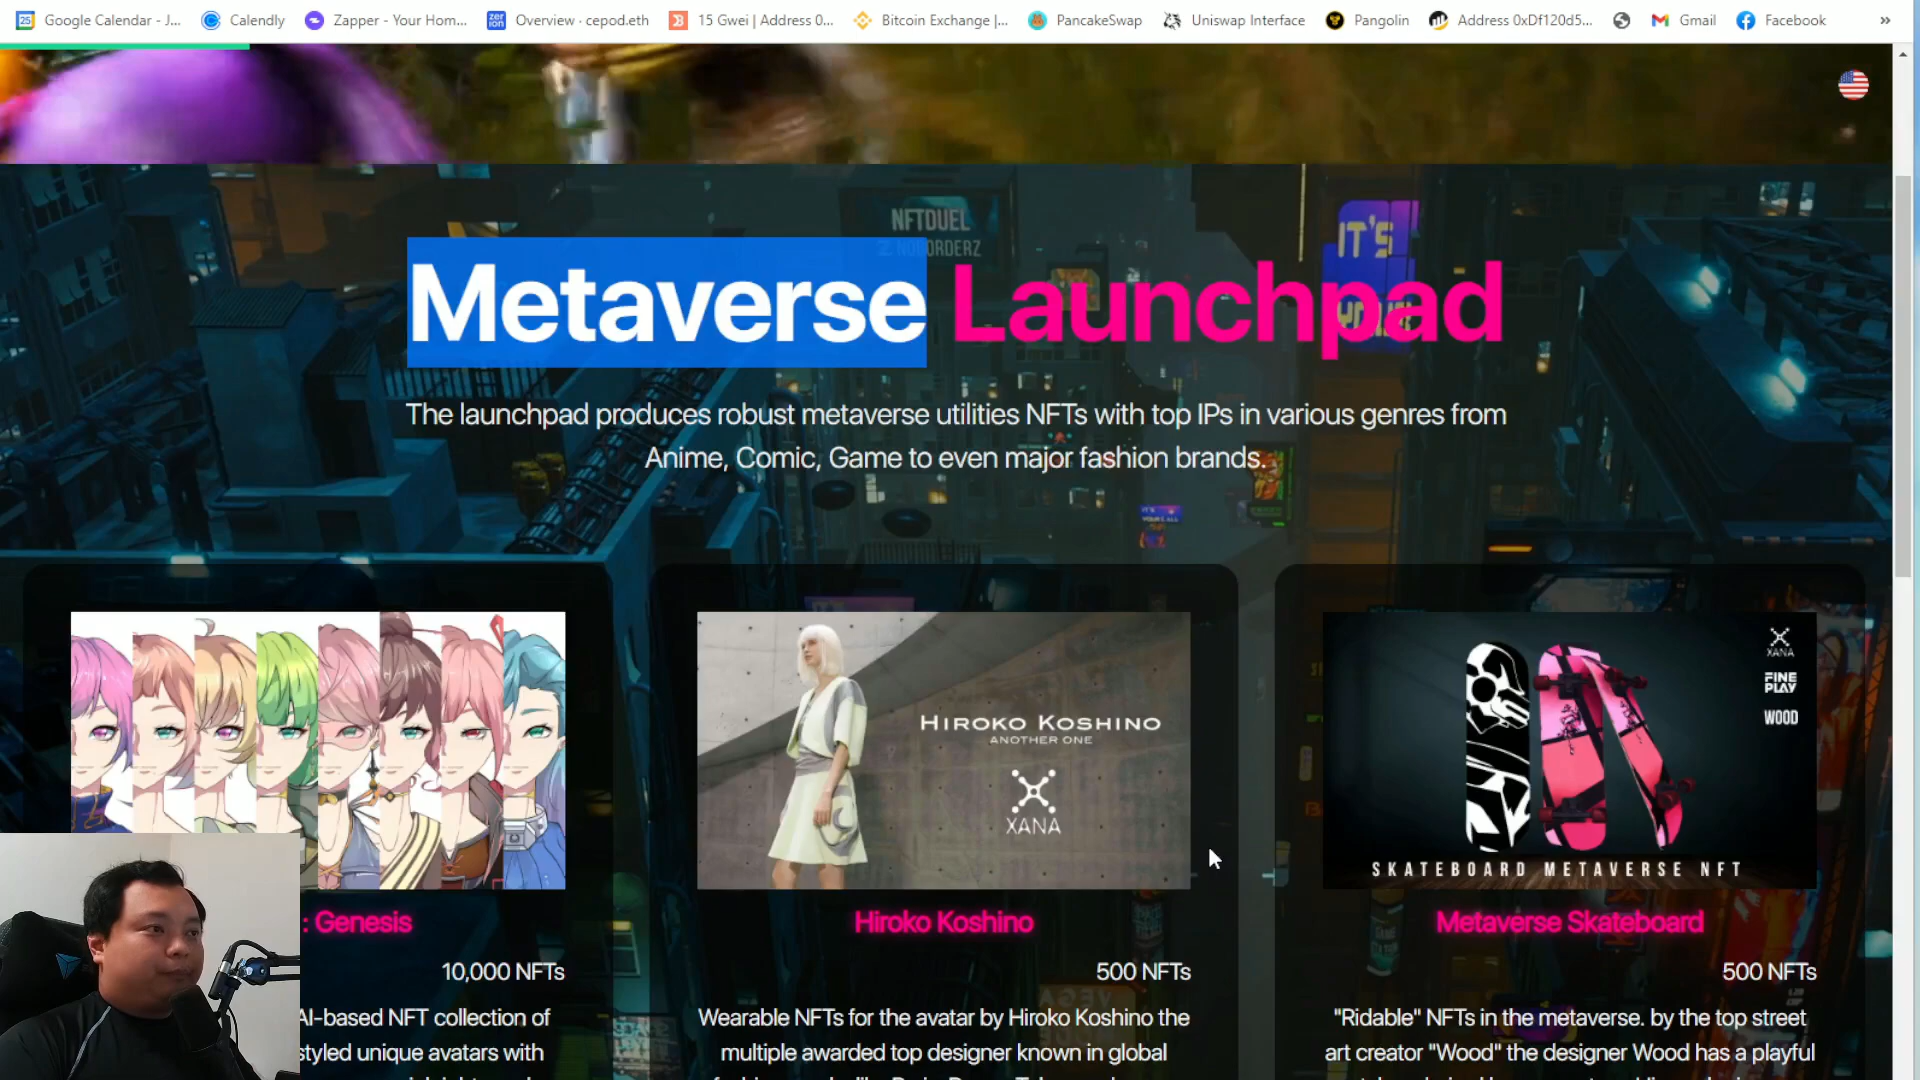 Google Calendar - J...
Calendly
Zapper - Your Hom...
Overview · cepod.eth
15 Gwei | Address 0...
Bitcoin Exchange |...
PancakeSwap
Uniswap Interface
Pangolin
Address 0xDf120d5...
Gmail
Facebook
»
NFTDUEL
NOBORDERZ
IT'S
YOURS
Metaverse Launchpad
The launchpad produces robust metaverse utilities NFTs with top IPs in various genres from
Anime, Comic, Game to even major fashion brands.
HIROKO KOSHINO
ANOTHER ONE
XANA
XANA
FINE
PLAY
WOOD
SKATEBOARD METAVERSE NFT
: Genesis
10,000 NFTs
AI-based NFT collection of
styled unique avatars with
Hiroko Koshino
500 NFTs
Wearable NFTs for the avatar by Hiroko Koshino the
multiple awarded top designer known in global
Metaverse Skateboard
500 NFTs
"Ridable" NFTs in the metaverse. by the top street
art creator "Wood" the designer Wood has a playful